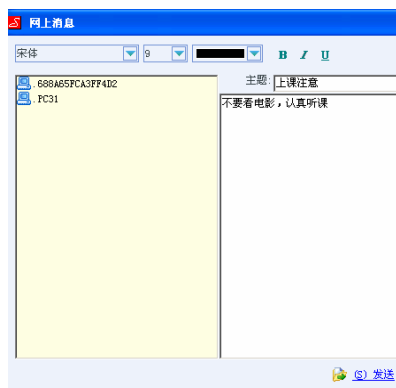 网上消息
宋体 9 B I U
主题: 上课注意
.688A65FCA3FF4D2
.PC31
不要看电影，认真听课
(S) 发送